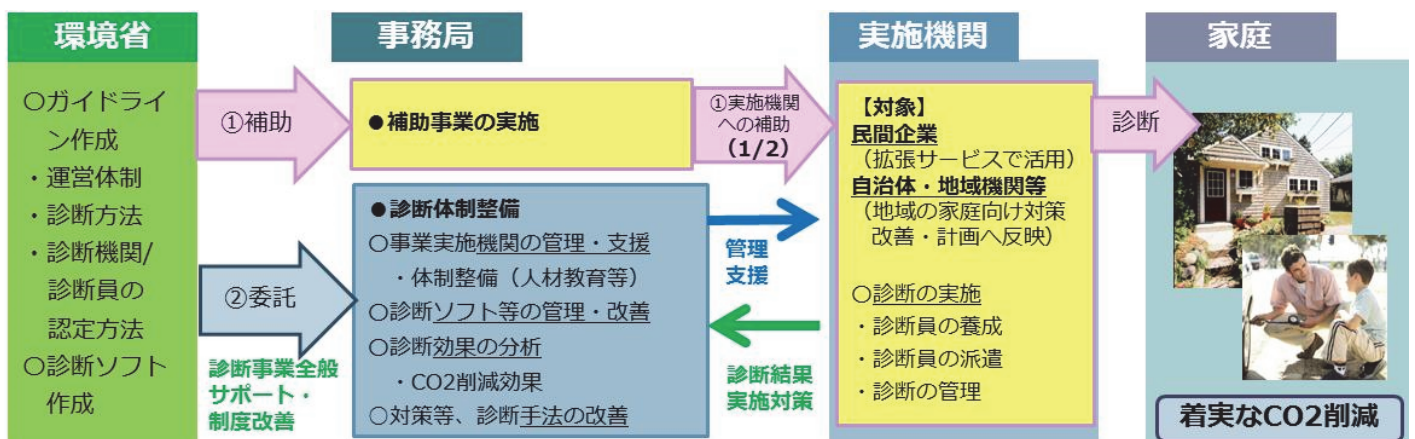 環境省
○ガイドライ
ン作成
・運営体制
・診断方法
・診断機関/
診断員の
認定方法
○診断ソフト
作成
①補助
②委託
診断事業全般
サポート・
制度改善
事務局
●補助事業の実施
●診断体制整備
○事業実施機関の管理・支援
・体制整備（人材教育等）
○診断ソフト等の管理・改善
○診断効果の分析
・CO2削減効果
○対策等、診断手法の改善
①実施機関
への補助
(1/2)
管理
支援
診断結果
実施対策
実施機関
【対象】
民間企業
（拡張サービスで活用）
自治体・地域機関等
（地域の家庭向け対策
改善・計画へ反映）
○診断の実施
・診断員の養成
・診断員の派遣
・診断の管理
診断
家庭
着実なCO2削減